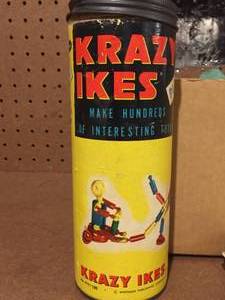 KRAZY
IKES
MAKE HUNDREDS
OF INTERESTING
KRAZY IKES